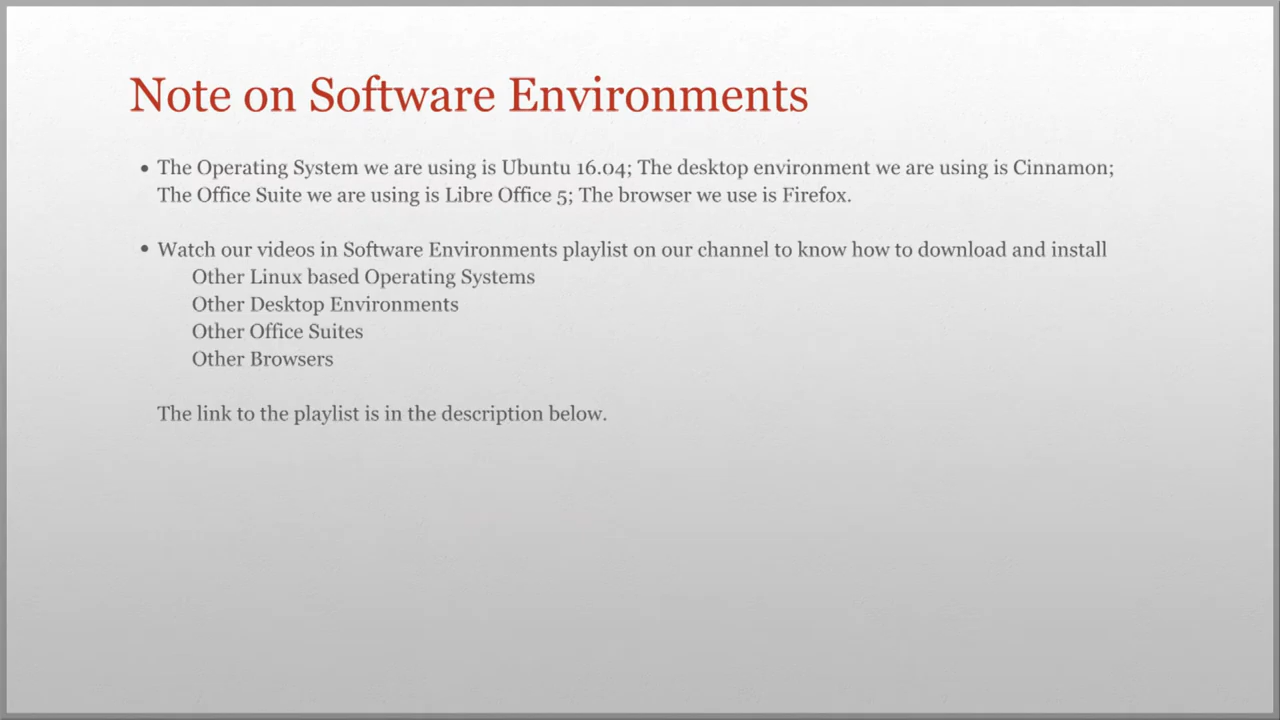 Note on Software Environments
• The Operating System we are using is Ubuntu 16.04; The desktop environment we are using is Cinnamon;
The Office Suite we are using is Libre Office 5; The browser we use is Firefox.
• Watch our videos in Software Environments playlist on our channel to know how to download and install
Other Linux based Operating Systems
Other Desktop Environments
Other Office Suites
Other Browsers
The link to the playlist is in the description below.